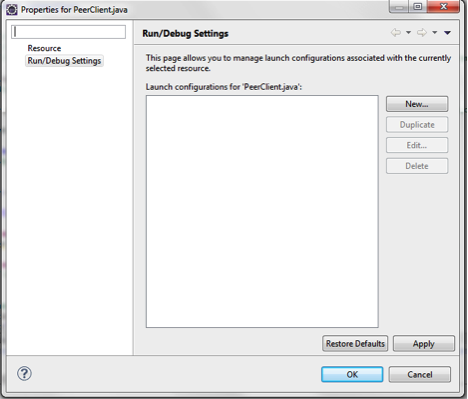 Properties for PeerClient.java
Resource
Run/Debug Settings
Run/Debug Settings
This page allows you to manage launch configurations associated with the currently
selected resource.
Launch configurations for 'PeerClient.java':
New...
Duplicate
Edit...
Delete
Restore Defaults
Apply
?
OK
Cancel